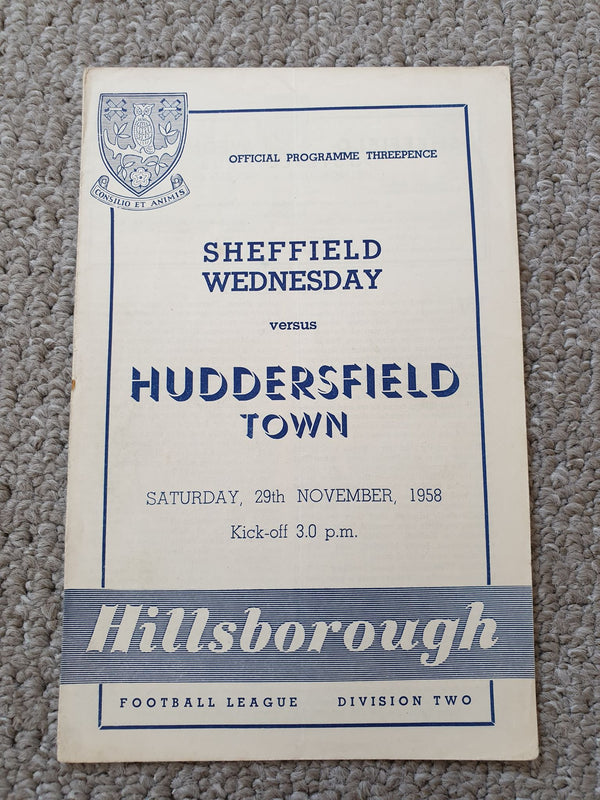 CONSILIO ET ANIMIS
OFFICIAL PROGRAMME THREEPENCE
SHEFFIELD
WEDNESDAY
versus
HUDDERSFIELD
TOWN
SATURDAY, 29th NOVEMBER, 1958
Kick-off 3.0 p.m.
Hillsborough
FOOTBALL LEAGUE DIVISION TWO